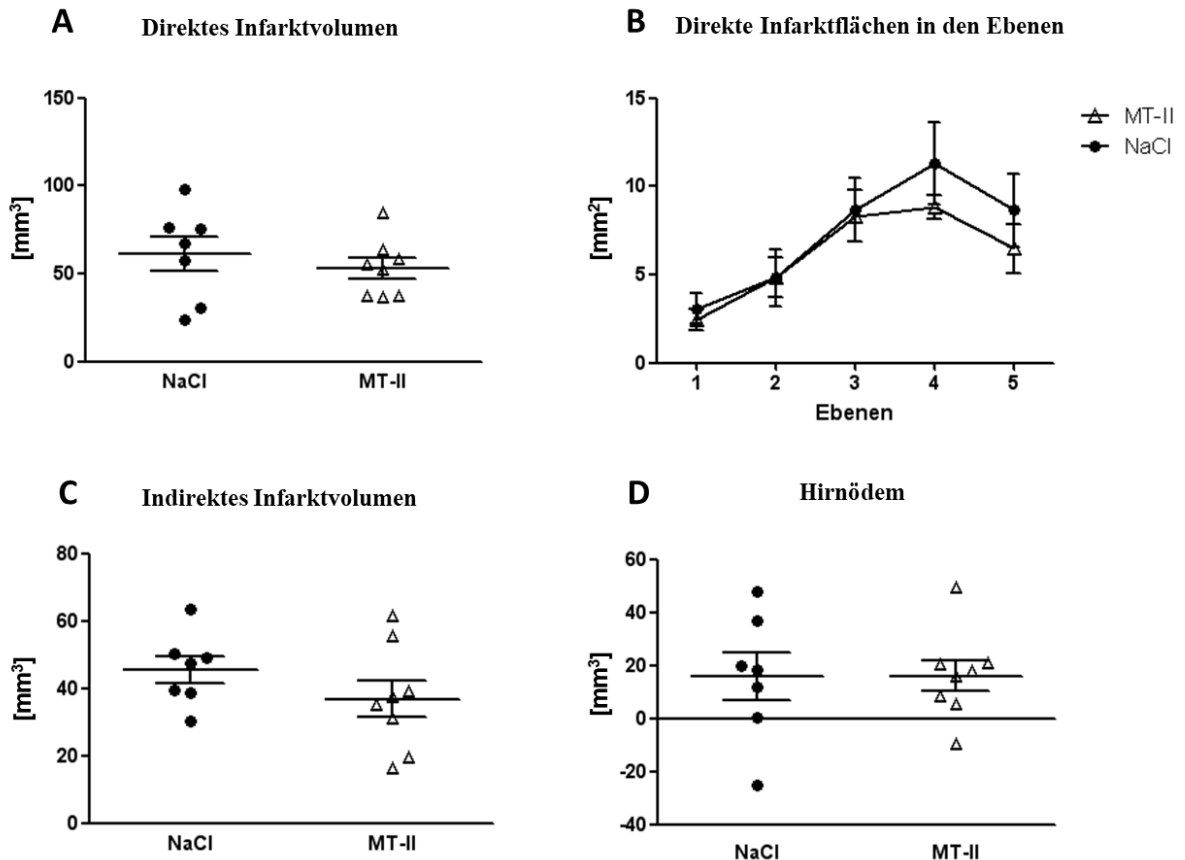 A Direktes Infarktvolumen
[mm³]
150
100
50
0
NaCl MT-II
B Direkte Infarktflächen in den Ebenen
[mm²]
15
10
5
0
1 2 3 4 5
Ebenen
MT-II
NaCl
C Indirektes Infarktvolumen
[mm³]
80
60
40
20
0
NaCl MT-II
D Hirnödem
[mm³]
60
40
20
0
-20
-40
NaCl MT-II